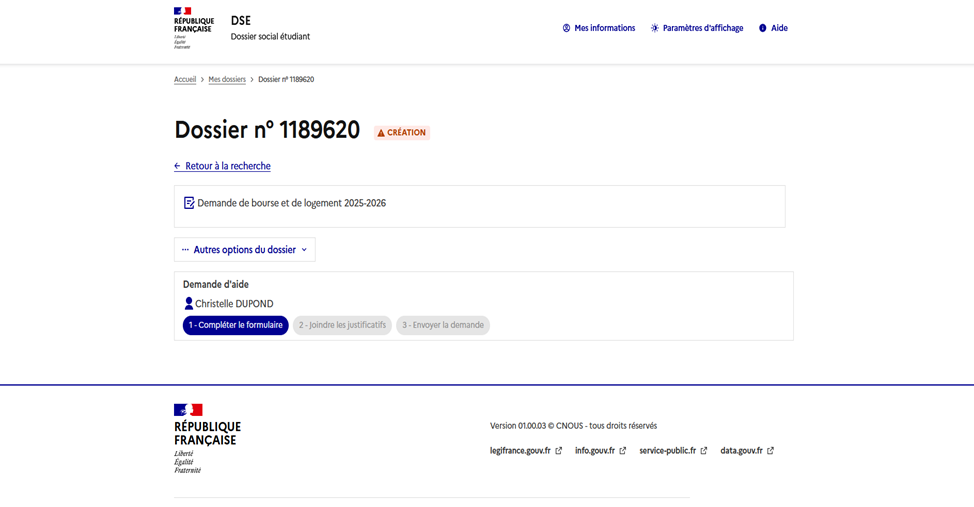 RÉPUBLIQUE
FRANÇAISE
Liberté
Égalité
Fraternité
DSE
Dossier social étudiant
Mes informations
Paramètres d'affichage
Aide
Accueil > Mes dossiers > Dossier n° 1189620
Dossier n° 1189620
CRÉATION
← Retour à la recherche
Demande de bourse et de logement 2025-2026
··· Autres options du dossier
Demande d'aide
Christelle DUPOND
1 - Compléter le formulaire
2 - Joindre les justificatifs
3 - Envoyer la demande
RÉPUBLIQUE
FRANÇAISE
Liberté
Égalité
Fraternité
Version 01.00.03 © CNOUS - tous droits réservés
legifrance.gouv.fr
info.gouv.fr
service-public.fr
data.gouv.fr